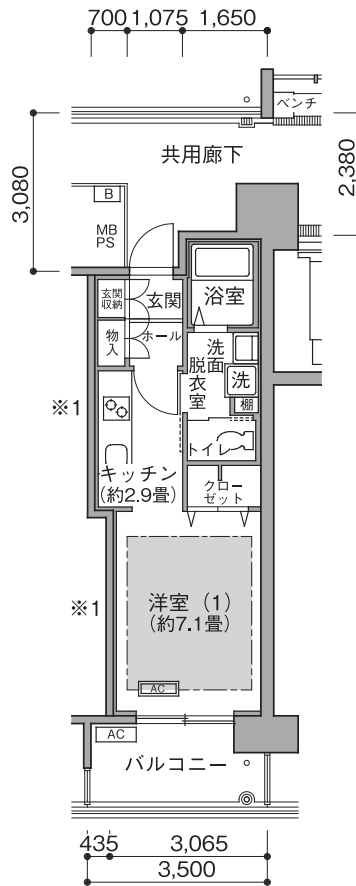 700 1,075 1,650
ベンチ
共用廊下
3,080
2,380
B
MB
PS
玄関
収納
玄関
浴室
物入
ホール
洗面
脱衣室
洗
棚
※1
トイレ
キッチン
(約2.9畳)
クロー
ゼット
※1
洋室（1）
(約7.1畳)
AC
AC
バルコニー
435 3,065
3,500